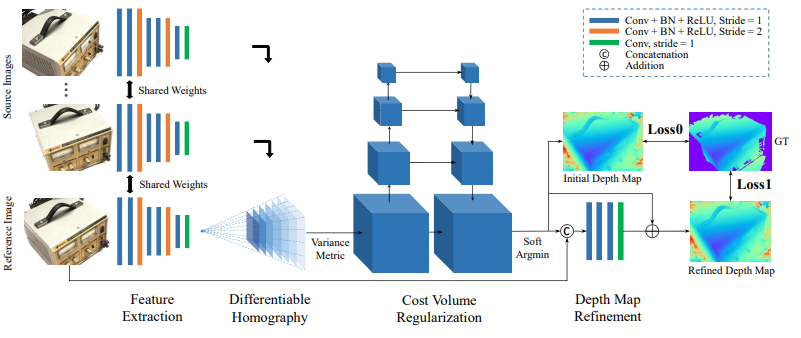 Conv + BN + ReLU, Stride = 1
Conv + BN + ReLU, Stride = 2
Conv, stride = 1
C
Concatenation
Addition
Source Images
Shared Weights
Shared Weights
Reference Image
Variance
Metric
Soft
Argmin
C
Initial Depth Map
Loss0
GT
Loss1
Refined Depth Map
Feature
Extraction
Differentiable
Homography
Cost Volume
Regularization
Depth Map
Refinement